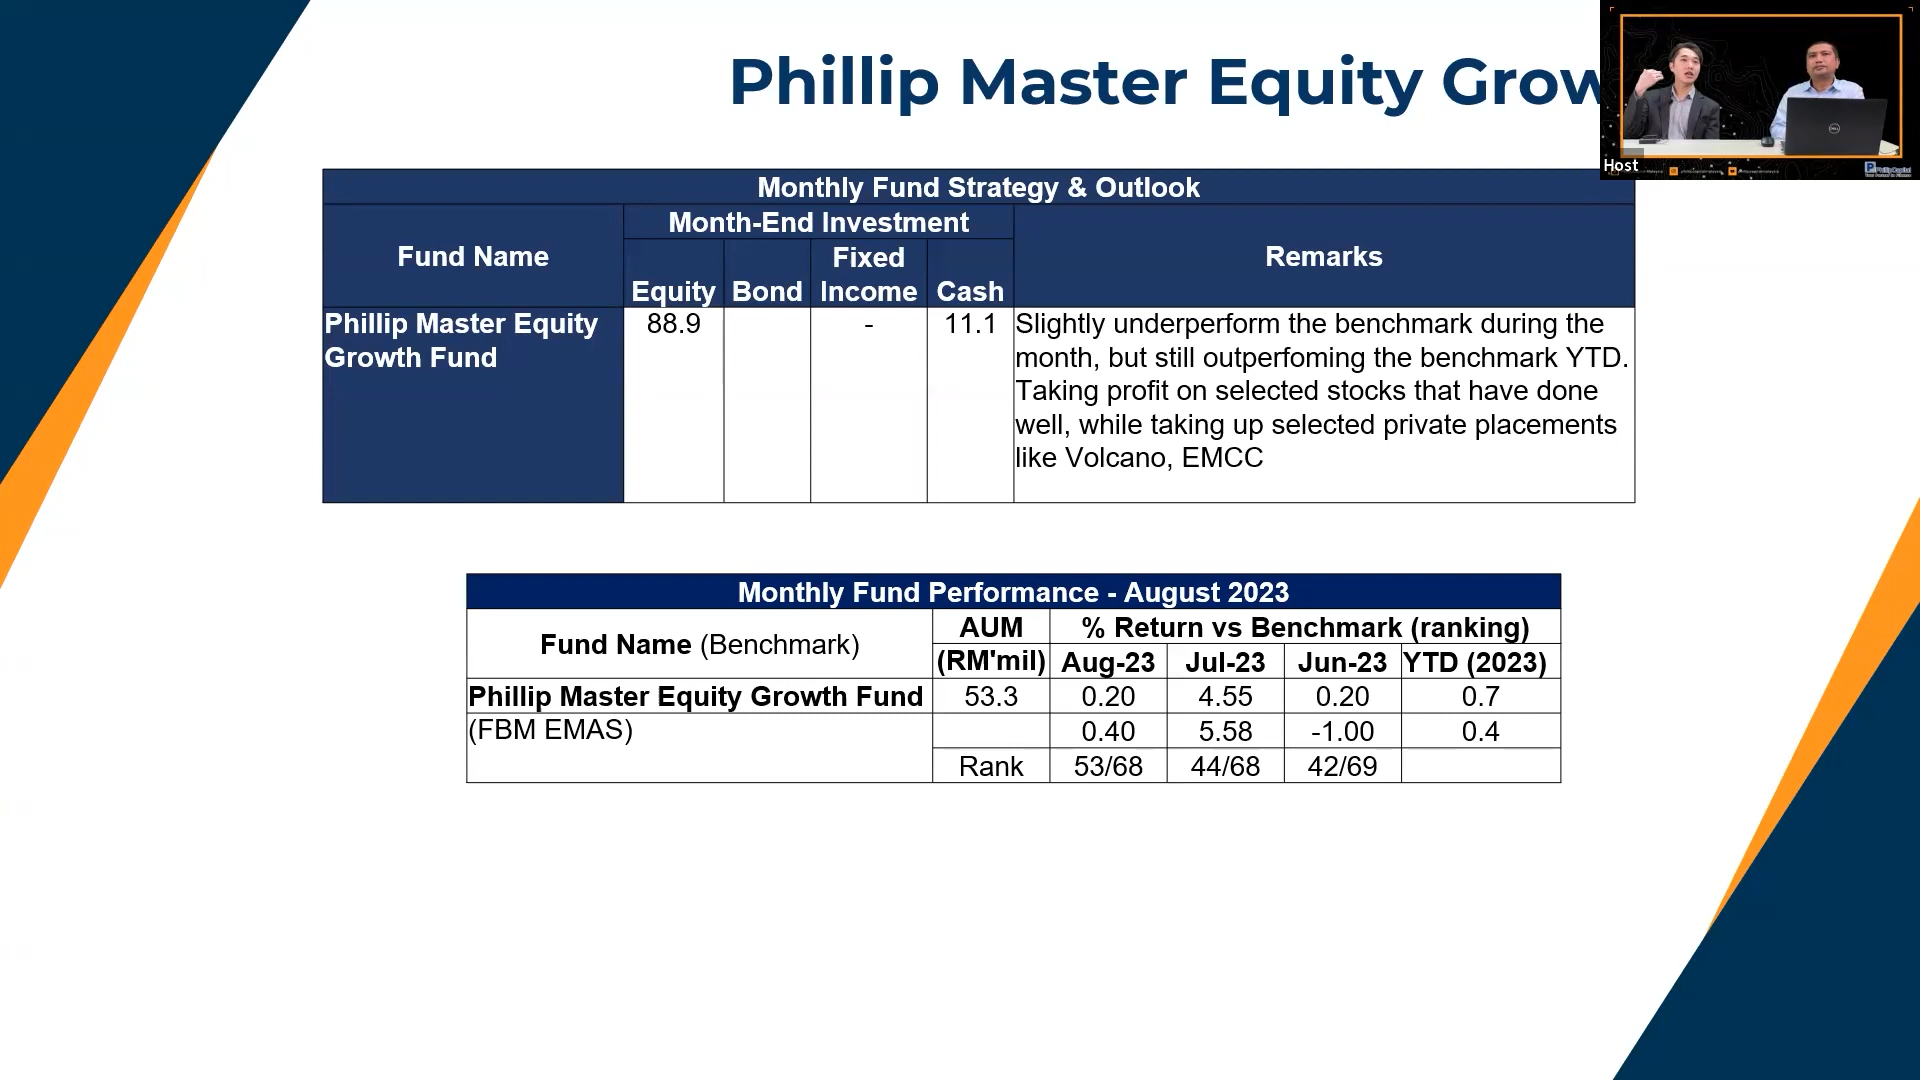 Phillip Master Equity Grow
Host
Monthly Fund Strategy & Outlook
Fund Name
Month-End Investment
Remarks
Equity
Bond
Fixed
Income
Cash
Phillip Master Equity
Growth Fund
88.9
-
11.1
Slightly underperform the benchmark during the
month, but still outperfoming the benchmark YTD.
Taking profit on selected stocks that have done
well, while taking up selected private placements
like Volcano, EMCC
Monthly Fund Performance - August 2023
Fund Name (Benchmark)
AUM
(RM'mil)
% Return vs Benchmark (ranking)
Aug-23 Jul-23 Jun-23 YTD (2023)
Phillip Master Equity Growth Fund 53.3 0.20 4.55 0.20 0.7
(FBM EMAS) 0.40 5.58 -1.00 0.4
Rank 53/68 44/68 42/69